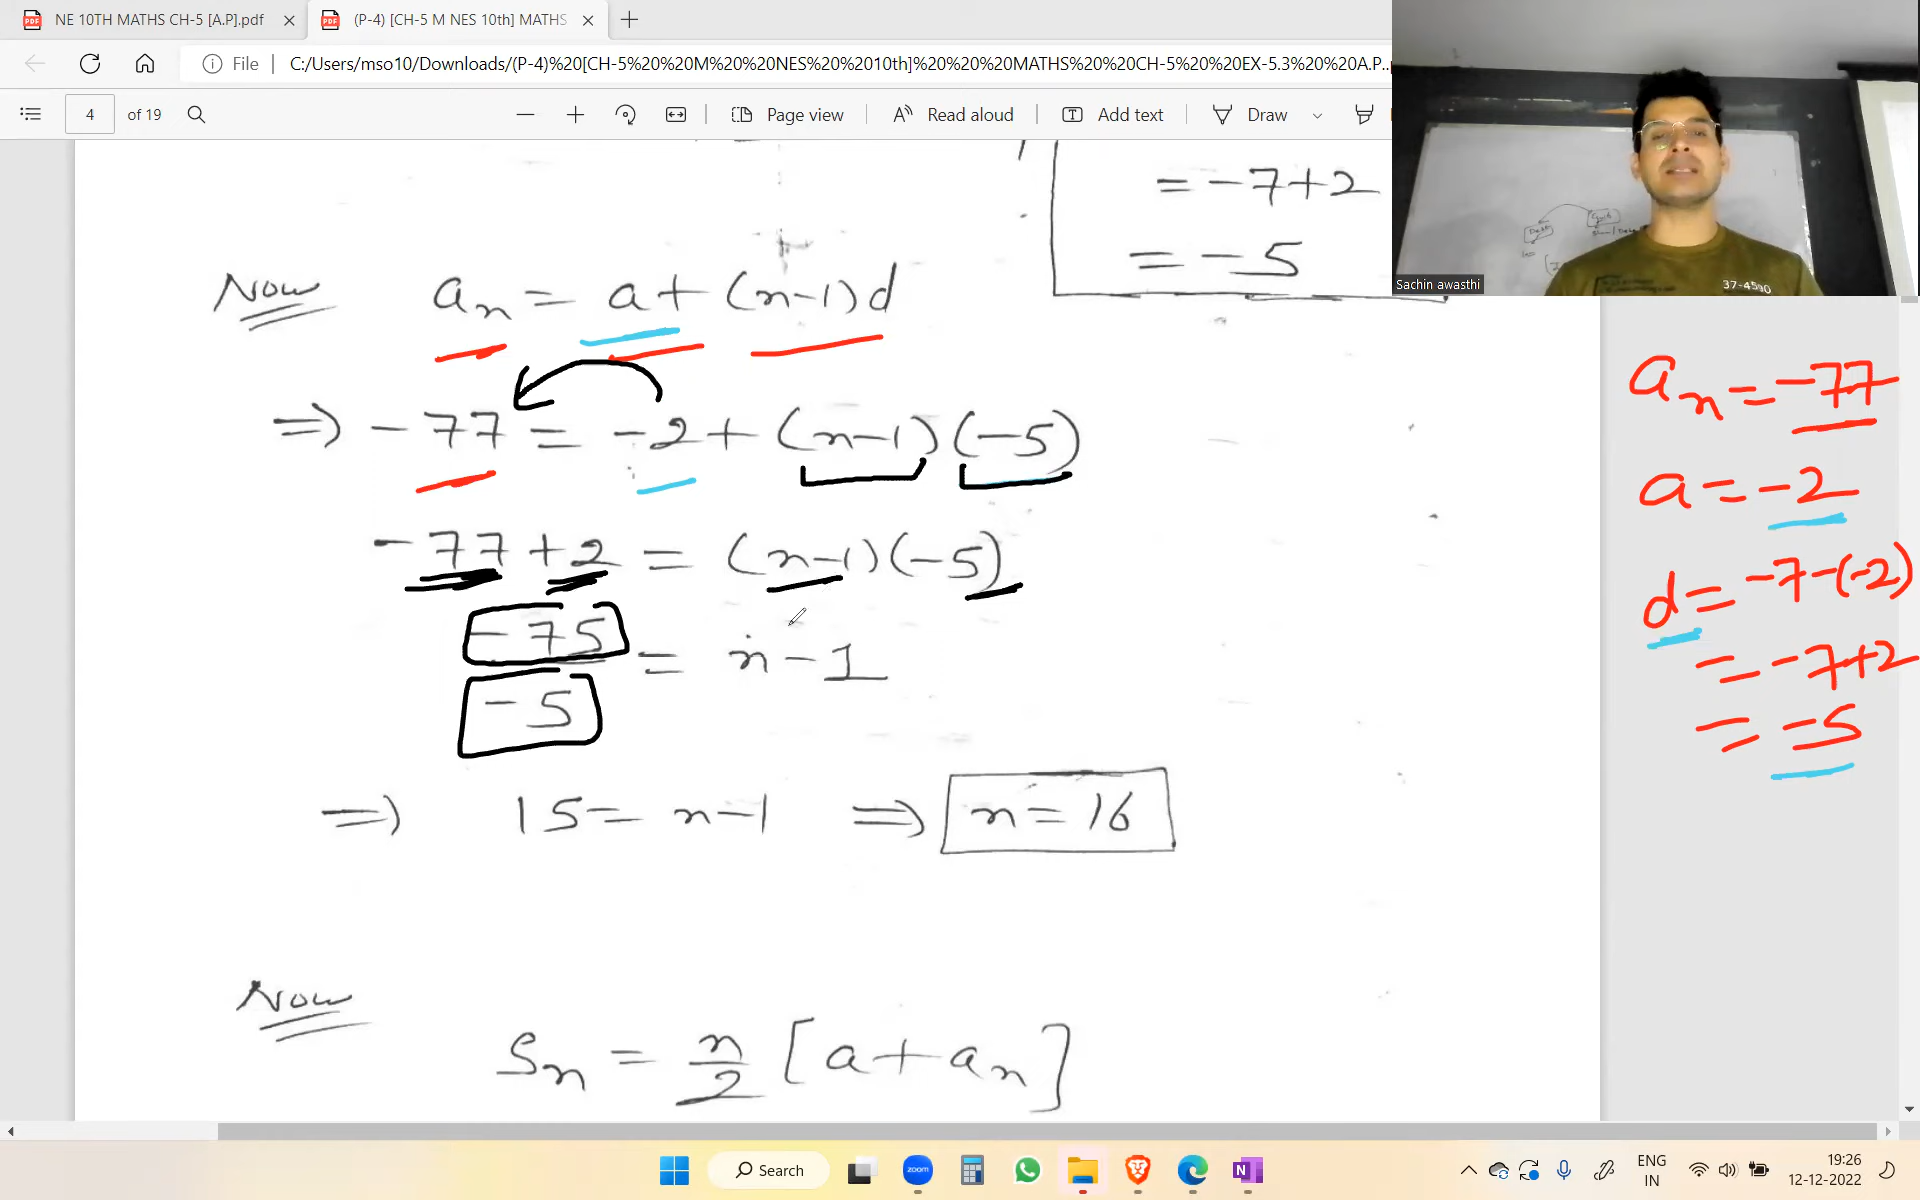 NE 10TH MATHS CH-5 [A.P].pdf
(P-4) [CH-5 M NES 10th] MATHS
File
C:/Users/mso10/Downloads/(P-4)%20[CH-5%20%20M%20%20NES%20%2010th]%20%20%20MATHS%20%20CH-5%20%20EX-5.3%20%20A.P..p
4 of 19
Page view
Read aloud
Add text
Draw
= -7+2
= -5
Now an = a + (n-1)d
=> -77 = -2 + (n-1)(-5)
-77 + 2 = (n-1)(-5)
-75 / -5 = n-1
=> 15 = n-1 => n = 16
Now
Sn = n/2 [a + an]
Sachin awasthi
37-4590
an = -77
a = -2
d = -7-(-2)
= -7+2
= -5
Search
zoom
N
ENG
IN
19:26
12-12-2022